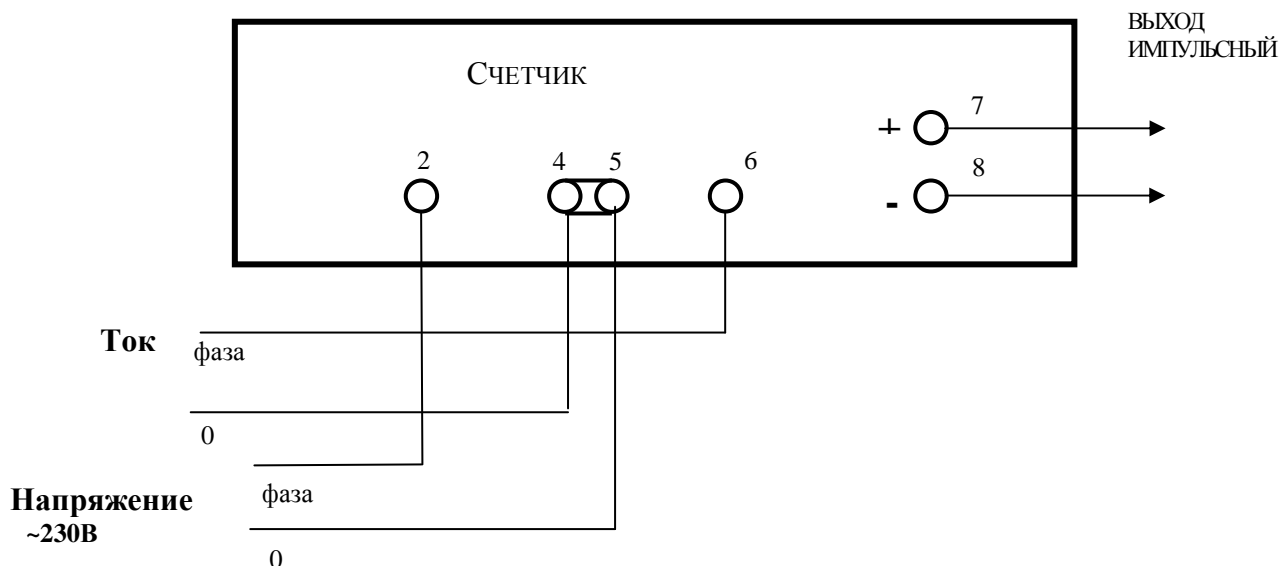 ВЫХОД
ИМПУЛЬСНЫЙ
СЧЕТЧИК
+ 7
2 4 5 6
- 8
Ток
фаза
0
Напряжение
~230В
фаза
0